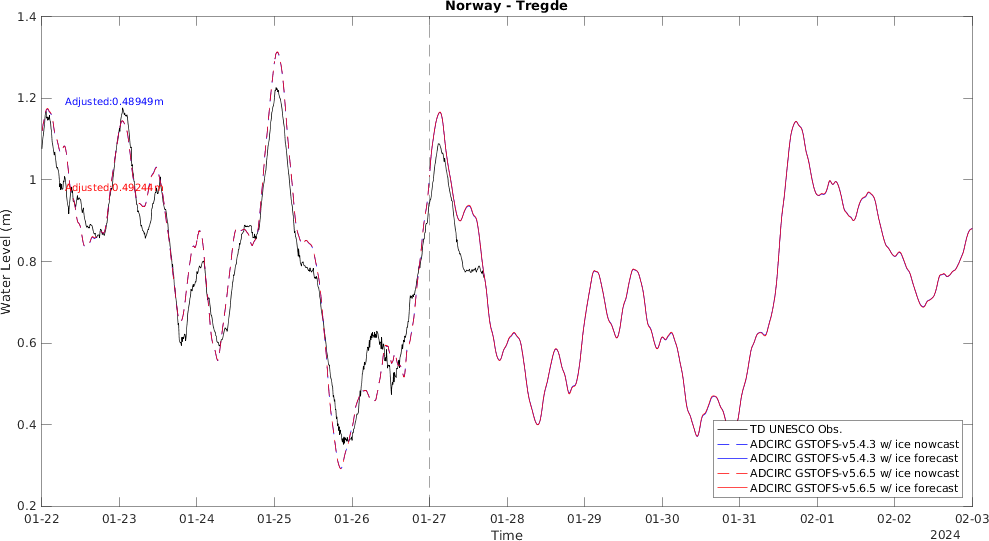 Norway - Tregde
1.4
1.2
1
0.8
0.6
0.4
0.2
Water Level (m)
Adjusted:0.48949m
Adjusted:0.49244m
TD UNESCO Obs.
ADCIRC GSTOFS-v5.4.3 w/ ice nowcast
ADCIRC GSTOFS-v5.4.3 w/ ice forecast
ADCIRC GSTOFS-v5.6.5 w/ ice nowcast
ADCIRC GSTOFS-v5.6.5 w/ ice forecast
01-22 01-23 01-24 01-25 01-26 01-27 01-28 01-29 01-30 01-31 02-01 02-02 02-03
Time
2024